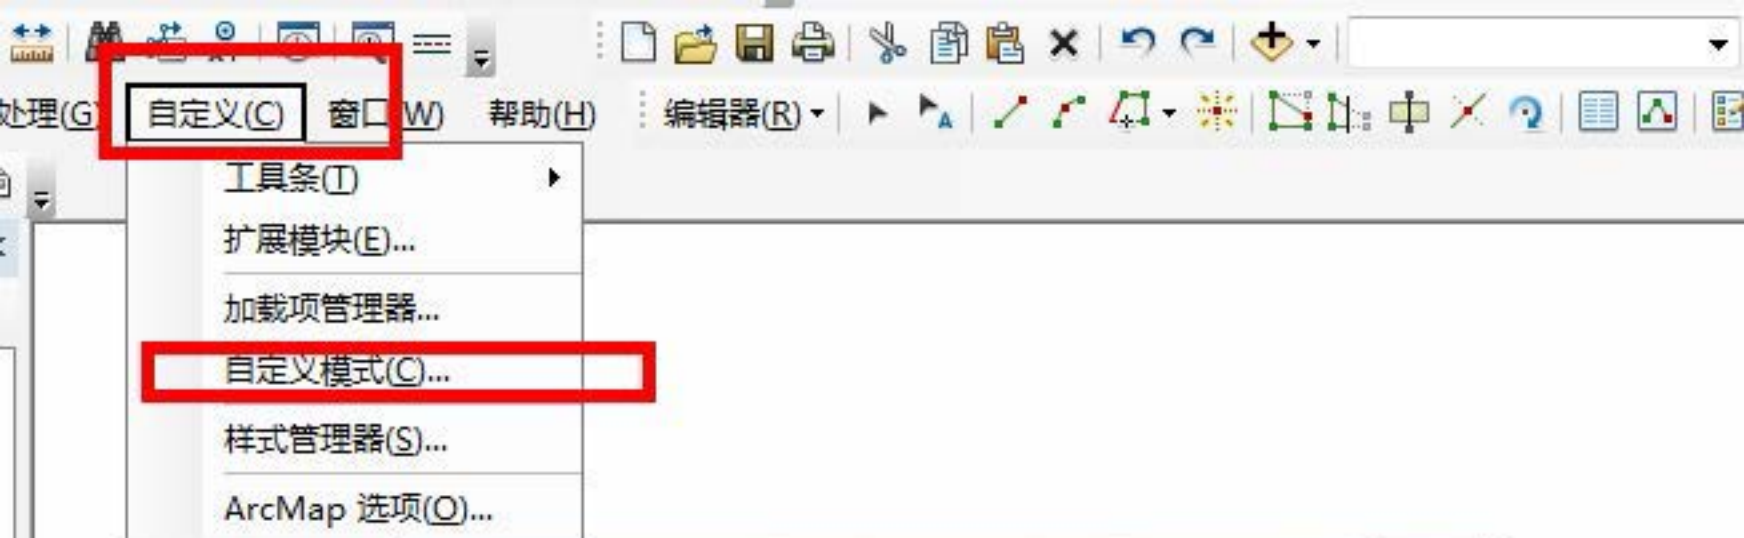 处理(G) 自定义(C) 窗口(W) 帮助(H) 编辑器(R)
工具条(T)
扩展模块(E)...
加载项管理器...
自定义模式(C)...
样式管理器(S)...
ArcMap 选项(O)...